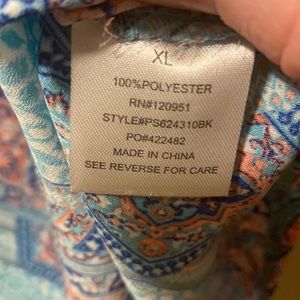 XL
100%POLYESTER
RN#120951
STYLE#PS624310BK
PO#422482
MADE IN CHINA
SEE REVERSE FOR CARE